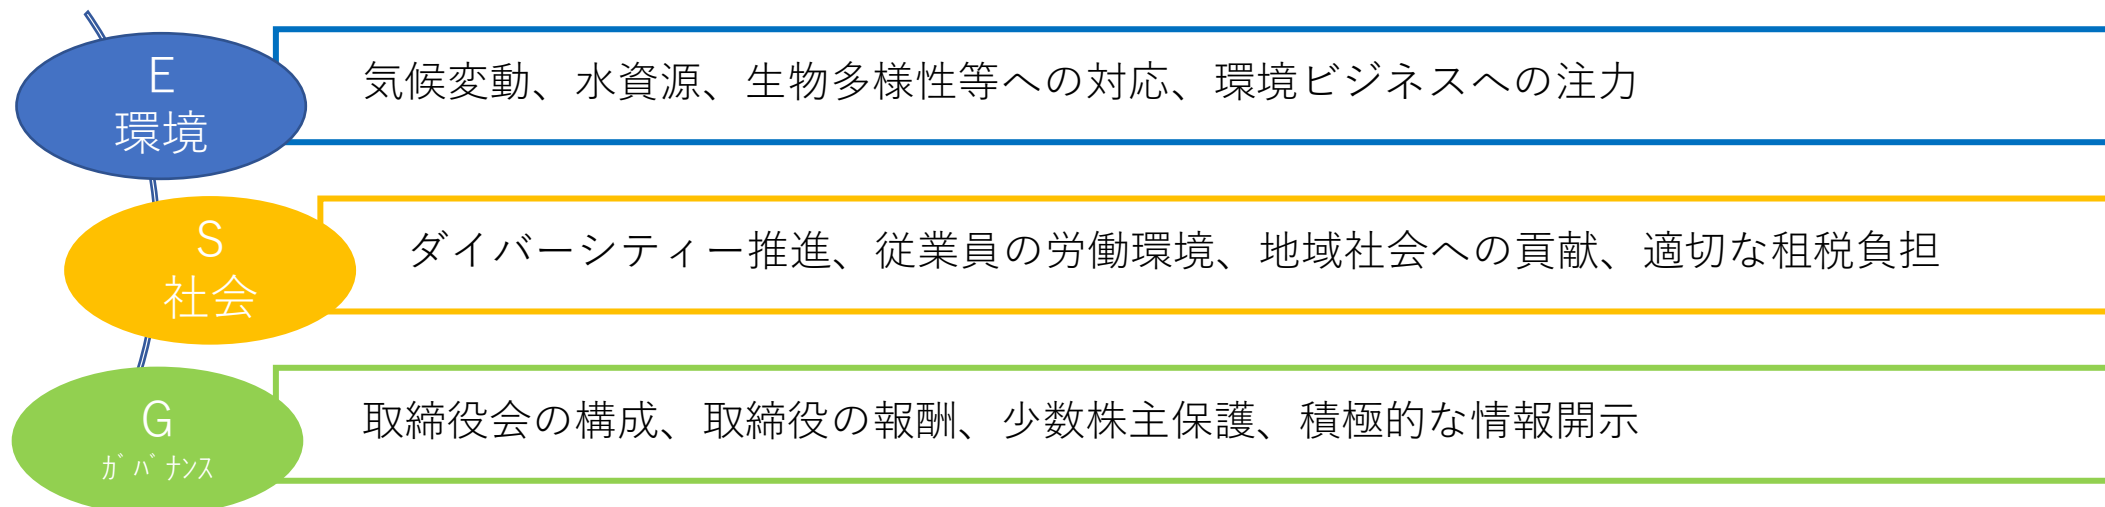 E
環境
気候変動、水資源、生物多様性等への対応、環境ビジネスへの注力
S
社会
ダイバーシティー推進、従業員の労働環境、地域社会への貢献、適切な租税負担
G
ｶﾞﾊﾞﾅﾝｽ
取締役会の構成、取締役の報酬、少数株主保護、積極的な情報開示